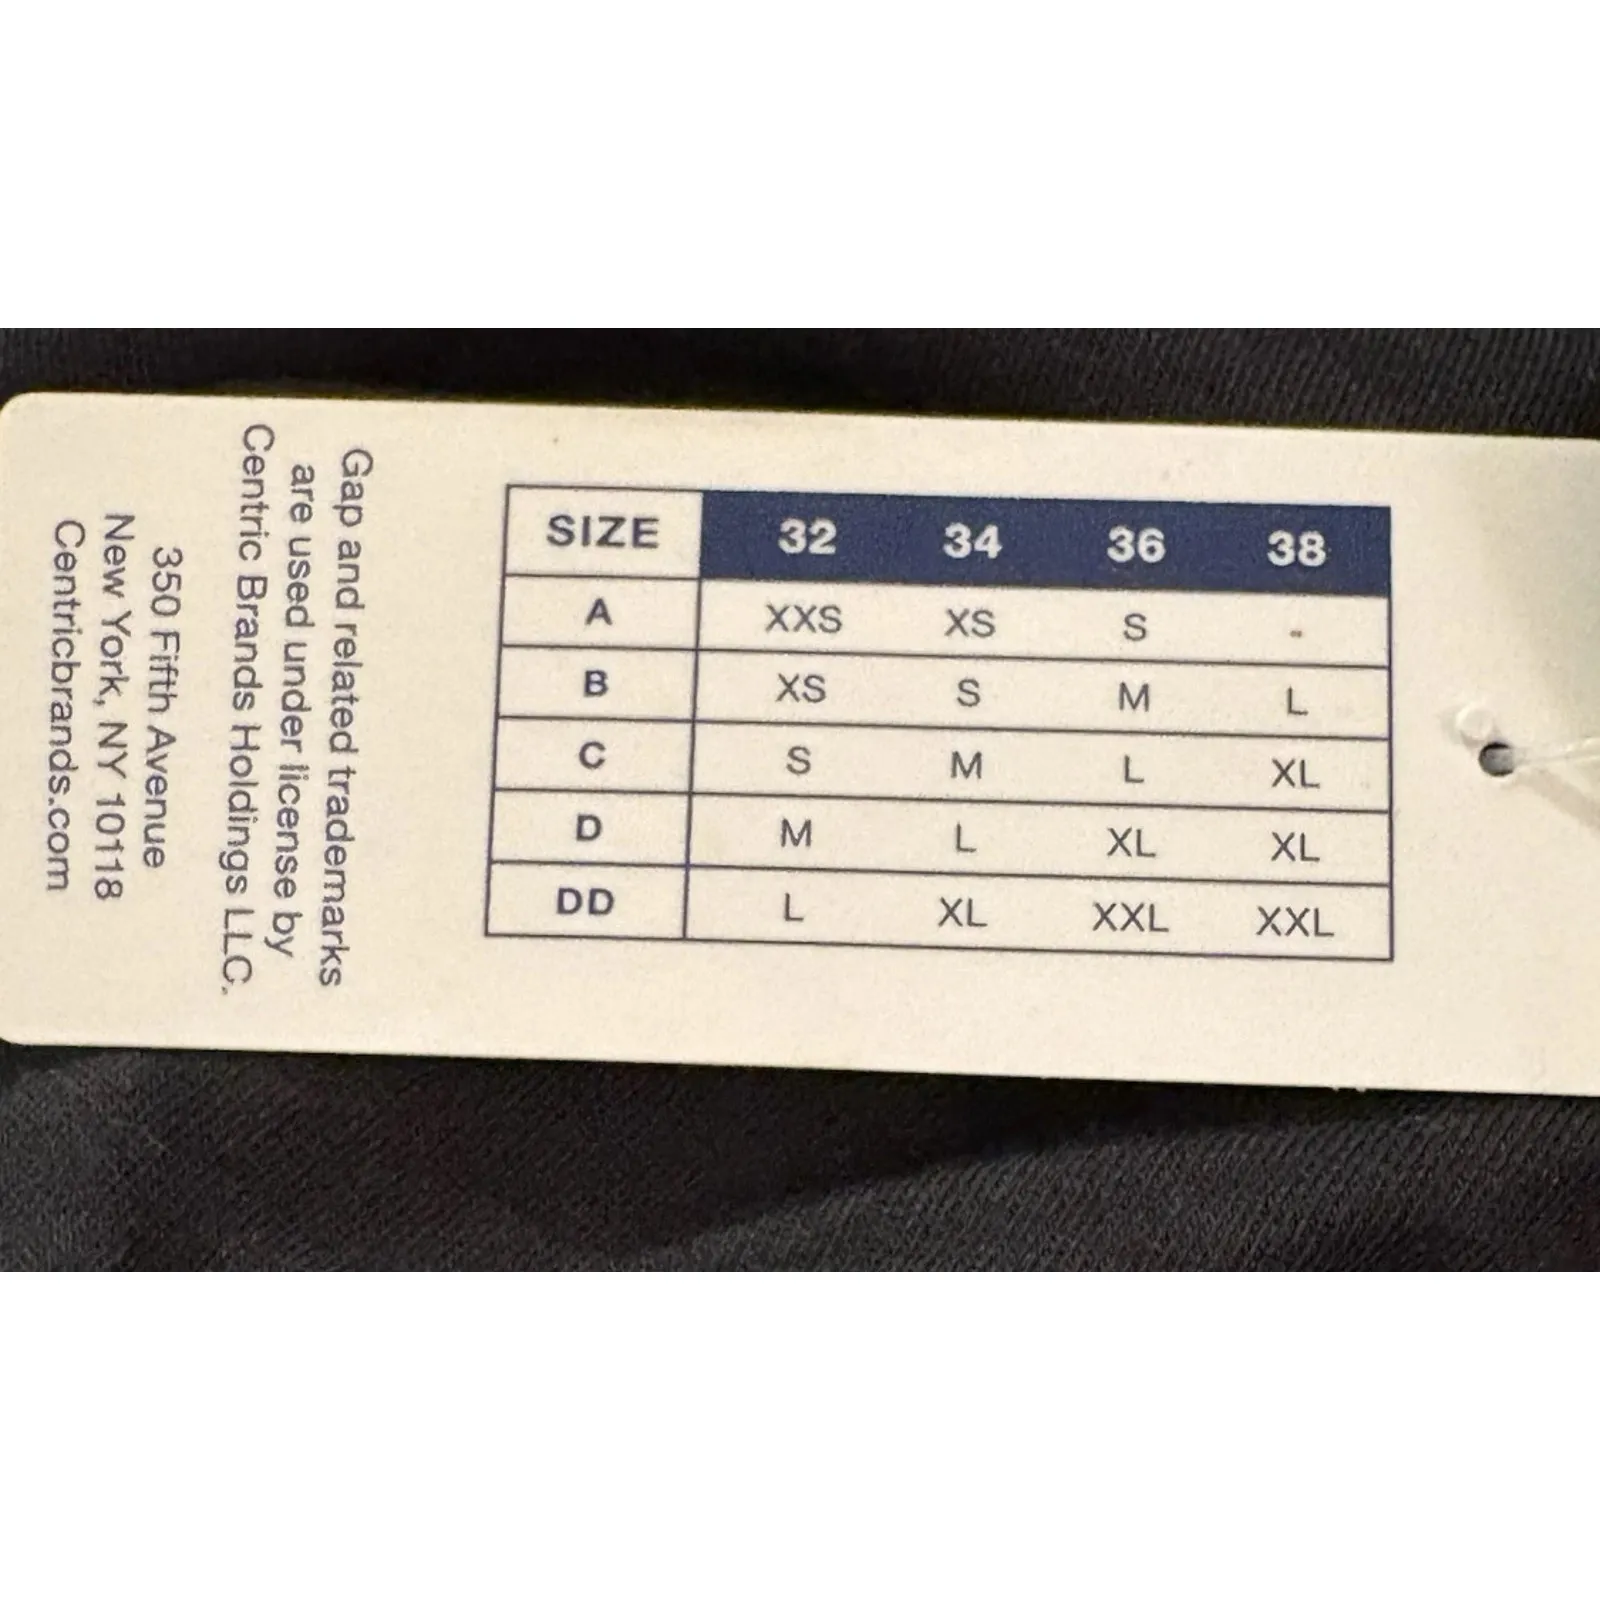 SIZE 32 34 36 38
A XXS XS S -
B XS S M L
C S M L XL
D M L XL XL
DD L XL XXL XXL
Gap and related trademarks
are used under license by
Centric Brands Holdings LLC.
350 Fifth Avenue
New York, NY 10118
Centricbrands.com